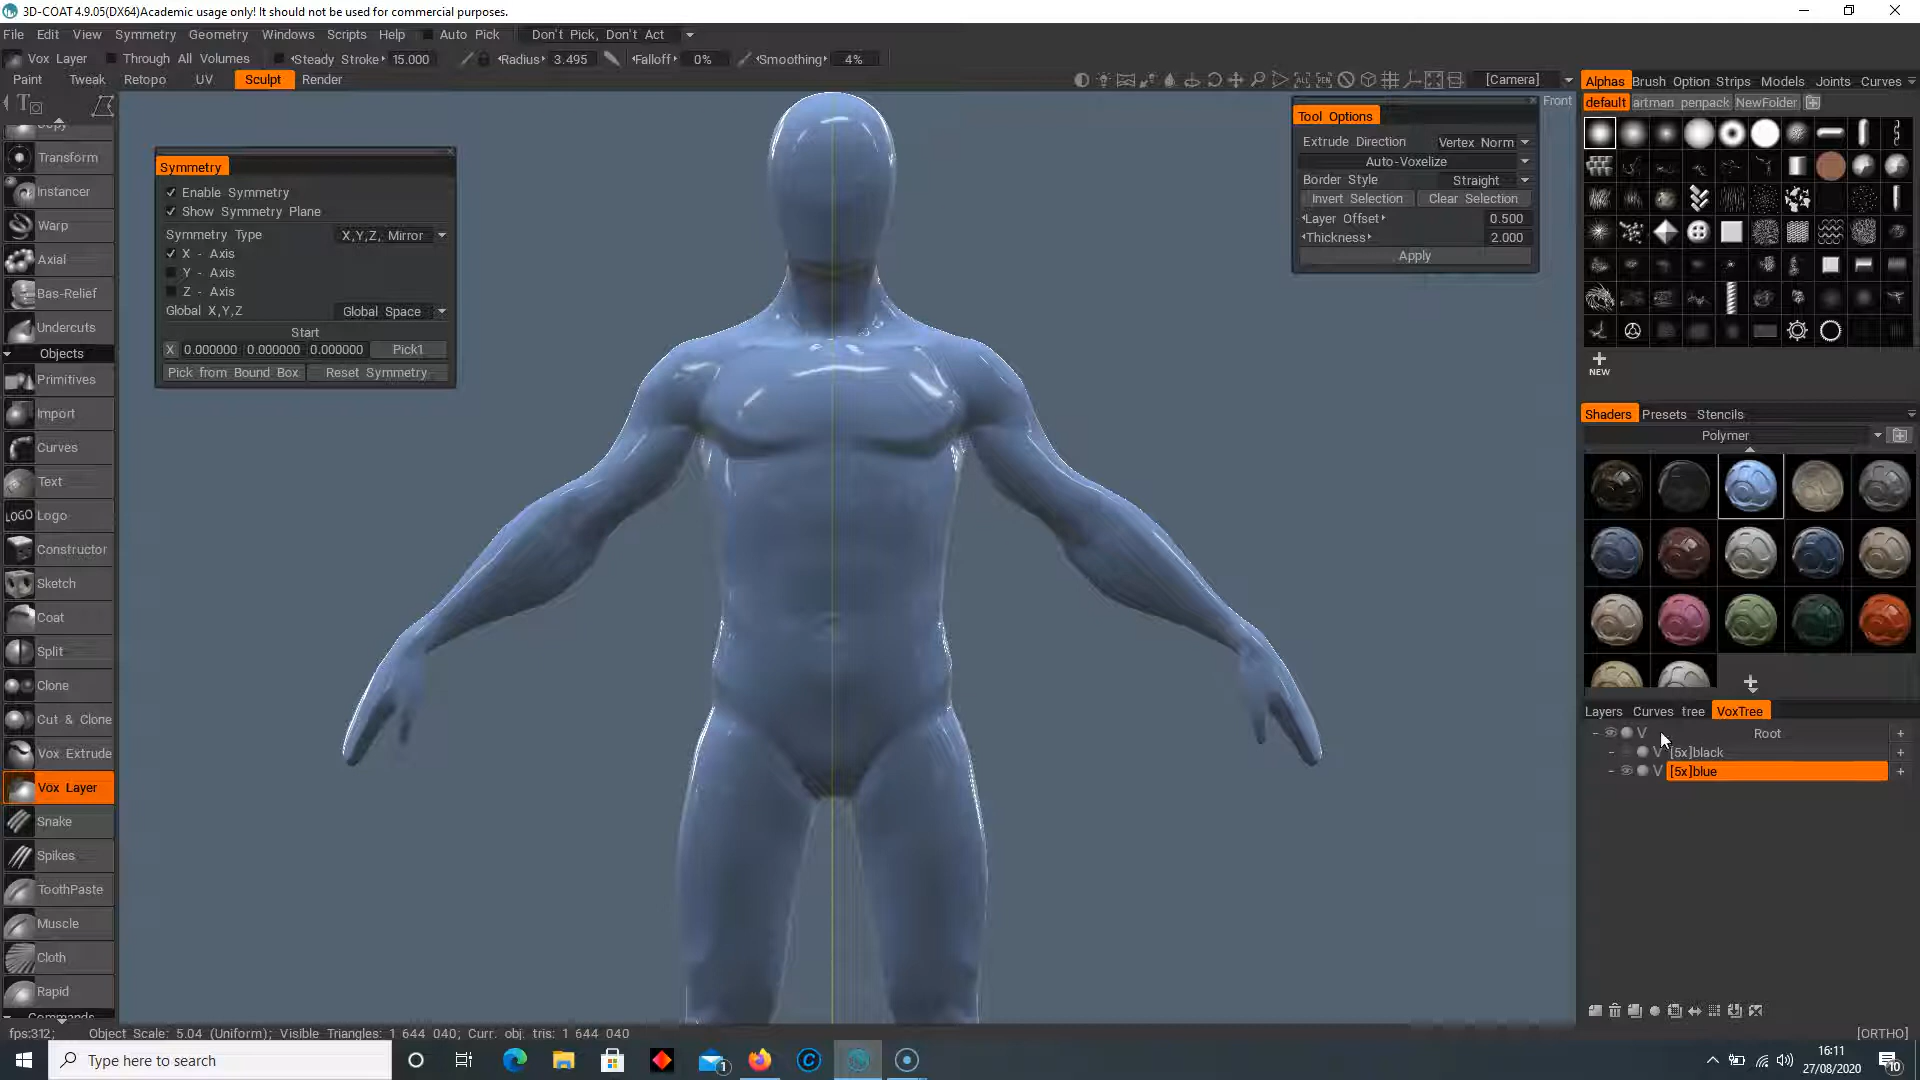 3D-COAT 4.9.05(DX64)Academic usage only! It should not be used for commercial purposes.
File Edit View Symmetry Geometry Windows Scripts Help Auto Pick Don't Pick, Don't Act
Vox Layer Through All Volumes Steady Stroke 15.000 Radius 3.495 Falloff 0% Smoothing 4%
Paint Tweak Retopo UV Sculpt Render [Camera]
Front
Transform
Instancer
Warp
Axial
Bas-Relief
Undercuts
Objects
Primitives
Import
Curves
Text
LOGO Logo
Constructor
Sketch
Coat
Split
Clone
Cut & Clone
Vox Extrude
Vox Layer
Snake
Spikes
ToothPaste
Muscle
Cloth
Rapid
Commands
Symmetry
Enable Symmetry
Show Symmetry Plane
Symmetry Type X,Y,Z, Mirror
X - Axis
Y - Axis
Z - Axis
Global X,Y,Z Global Space
Start
X 0.000000 0.000000 0.000000 Pick1
Pick from Bound Box Reset Symmetry
Tool Options
Extrude Direction Vertex Norm
Auto-Voxelize
Border Style Straight
Invert Selection Clear Selection
Layer Offset 0.500
Thickness 2.000
Apply
Alphas Brush Option Strips Models Joints Curves
default artman penpack NewFolder
NEW
Shaders Presets Stencils
Polymer
Layers Curves tree VoxTree
V Root +
V [5x]black +
V [5x]blue +
fps:312; Object Scale: 5.04 (Uniform); Visible Triangles: 1 644 040; Curr. obj. tris: 1 644 040
[ORTHO]
Type here to search
1
16:11
27/08/2020
10